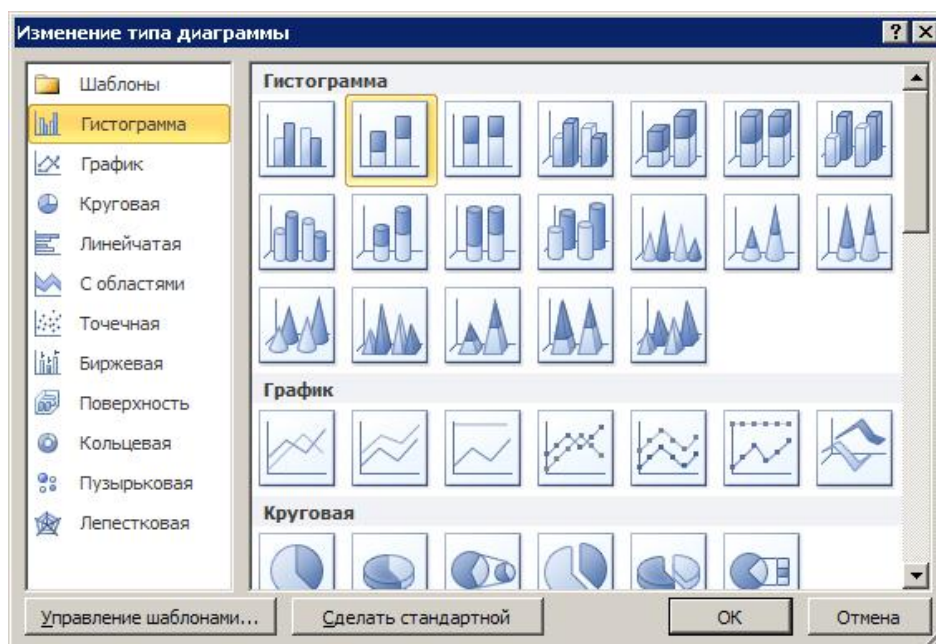 Изменение типа диаграммы
Шаблоны
Гистограмма
График
Круговая
Линейчатая
С областями
Точечная
Биржевая
Поверхность
Кольцевая
Пузырьковая
Лепестковая
Гистограмма
График
Круговая
Управление шаблонами...
Сделать стандартной
ОК
Отмена